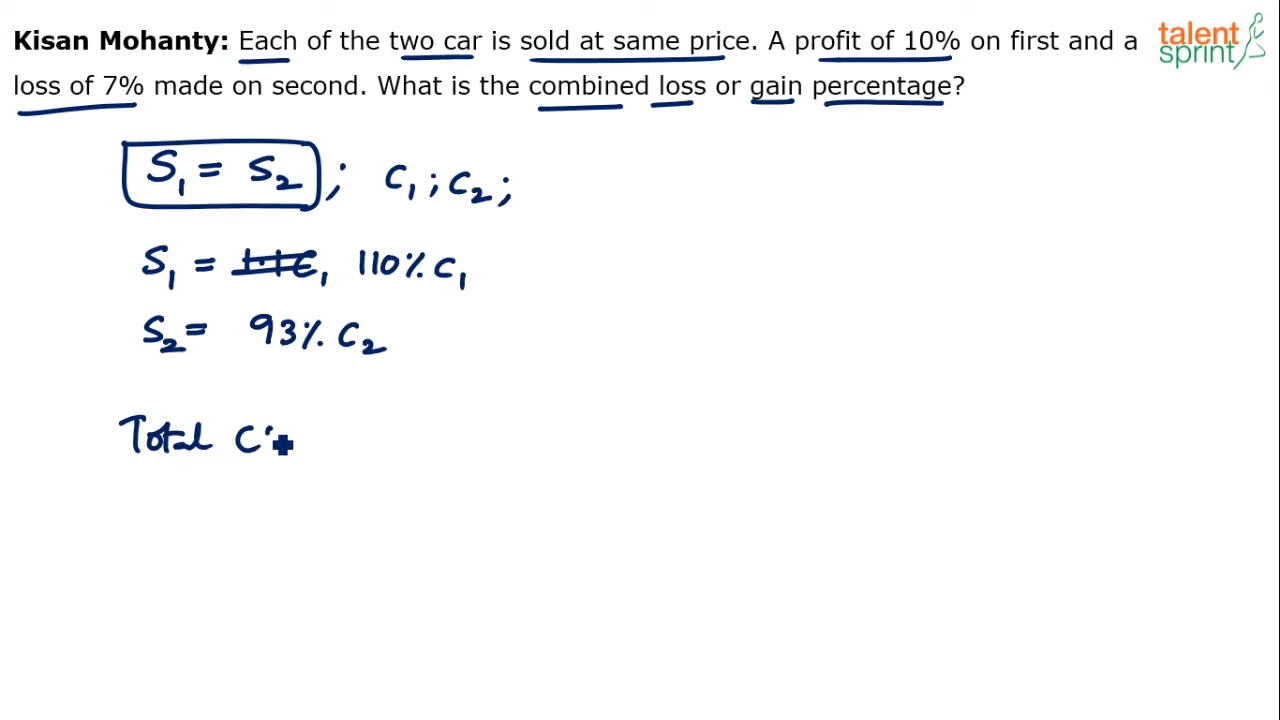 Kisan Mohanty: Each of the two car is sold at same price. A profit of 10% on first and a
loss of 7% made on second. What is the combined loss or gain percentage?
talent
sprint
S₁ = S₂ ; C₁ ; C₂ ;
S₁ = 110% C₁
S₂ = 93% C₂
Total C